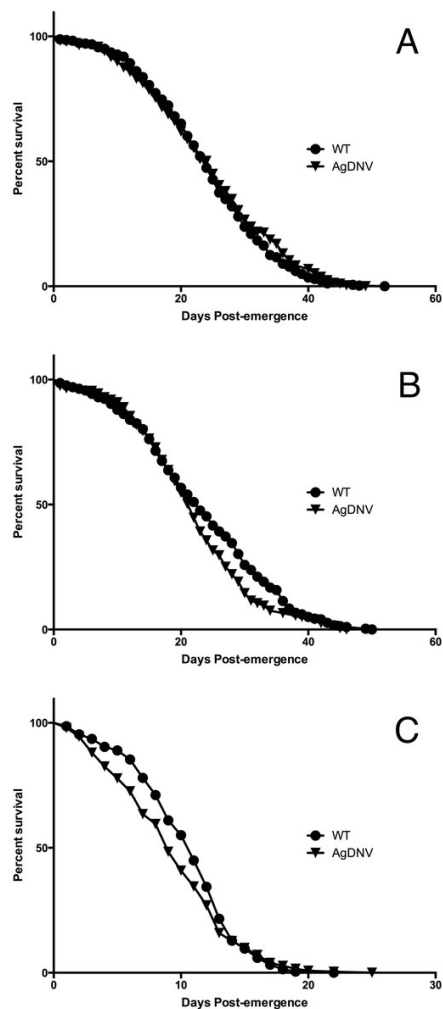 A
100
50
0
Percent survival
WT
AgDNV
0 20 40 60
Days Post-emergence
B
100
50
0
Percent survival
WT
AgDNV
0 20 40 60
Days Post-emergence
C
100
50
0
Percent survival
WT
AgDNV
0 10 20 30
Days Post-emergence